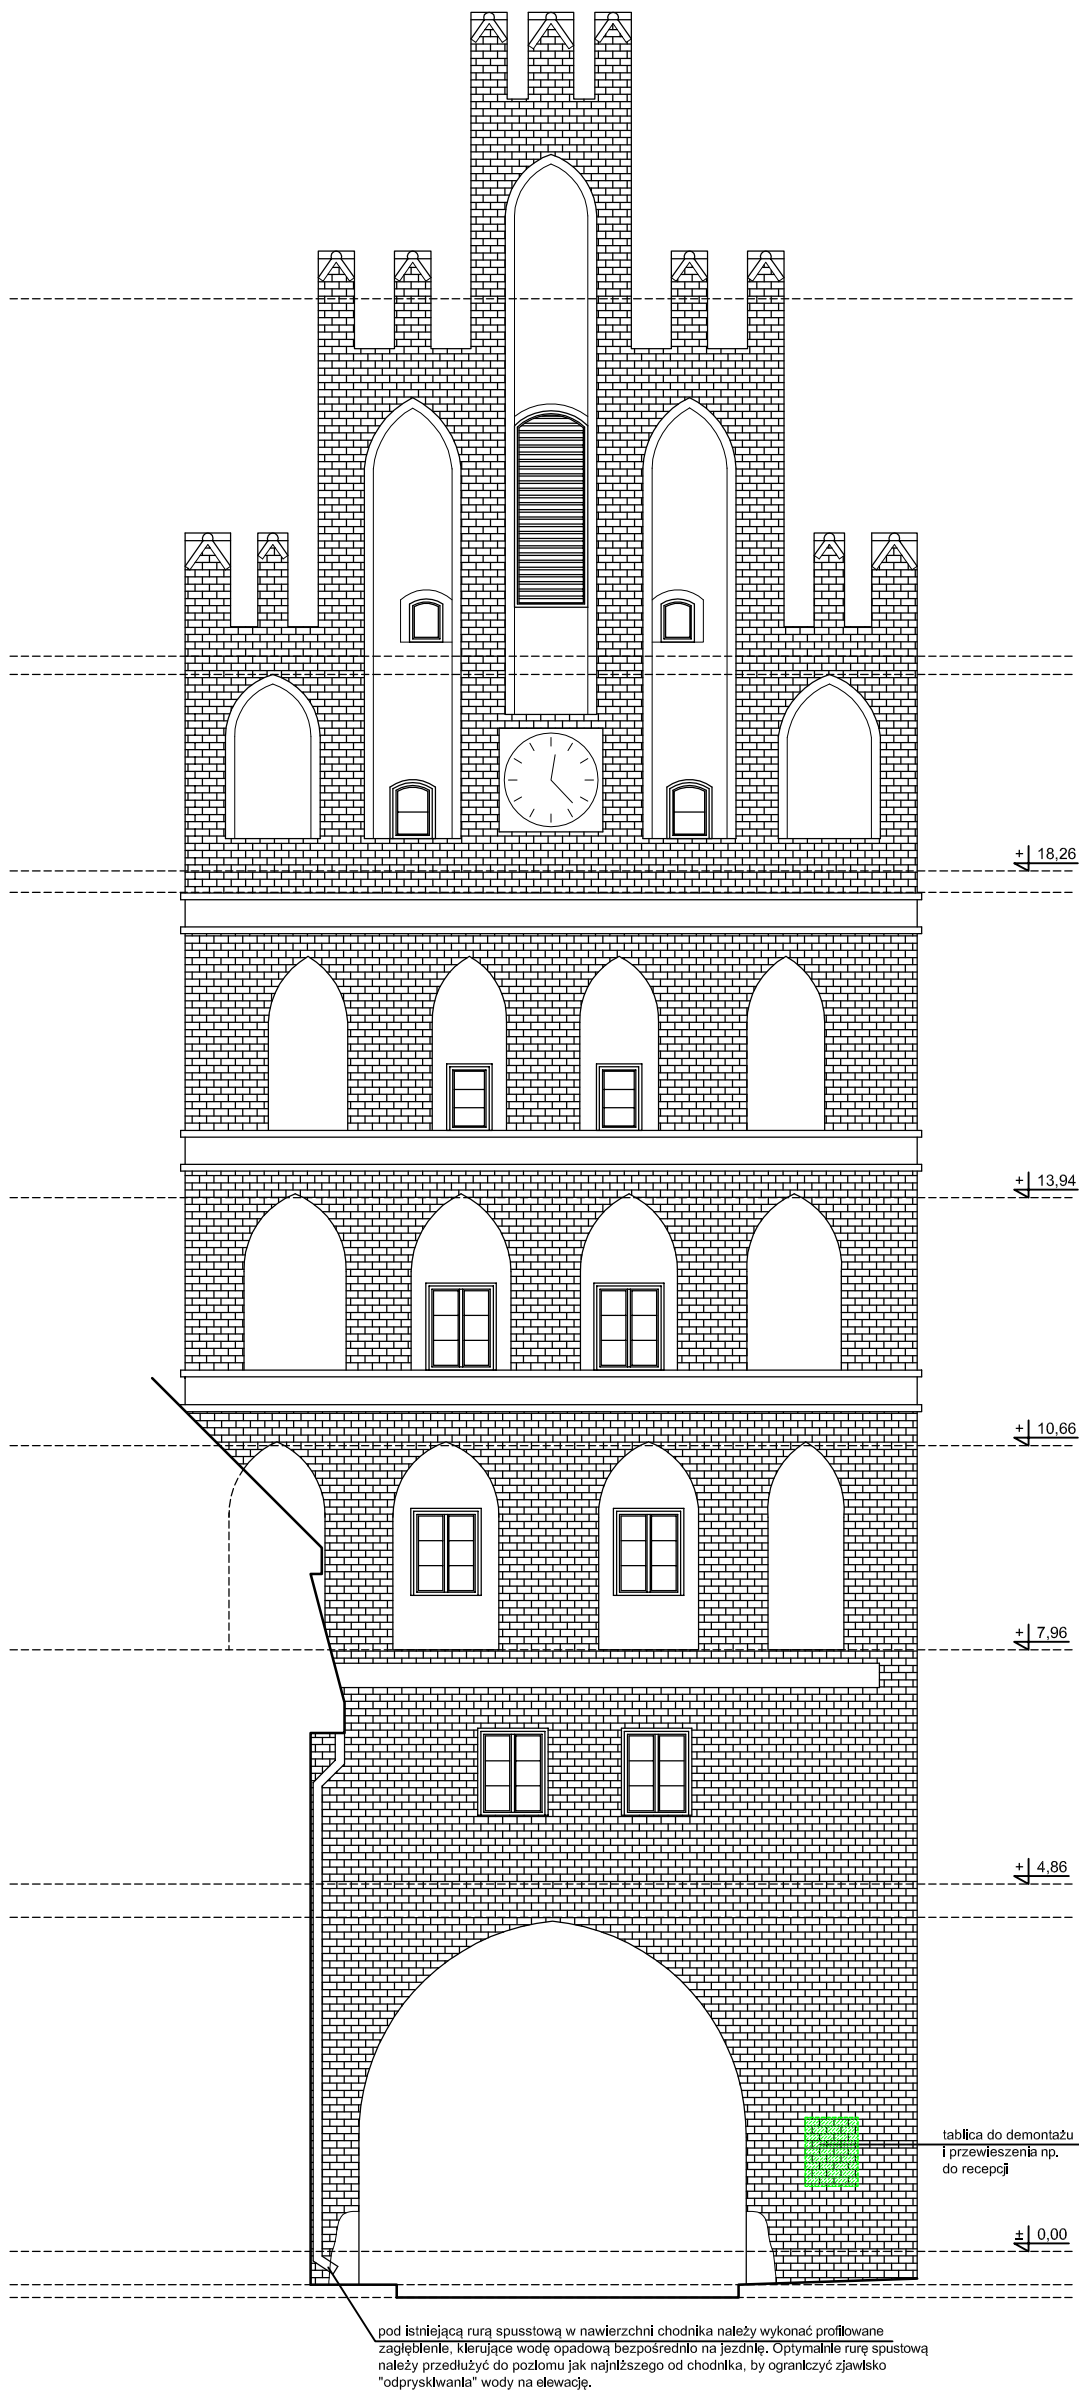 + 18,26
+ 13,94
+ 10,66
+ 7,96
+ 4,86
tablica do demontażu
i przewieszenia np.
do recepcji
± 0,00
pod istniejącą rurą spusstową w nawierzchni chodnika należy wykonać profilowane
zagłębienie, kierujące wodę opadową bezpośrednio na jezdnię. Optymalnie rurę spustową
należy przedłużyć do poziomu jak najniższego od chodnika, by ograniczyć zjawisko
"odpryskiwania" wody na elewację.